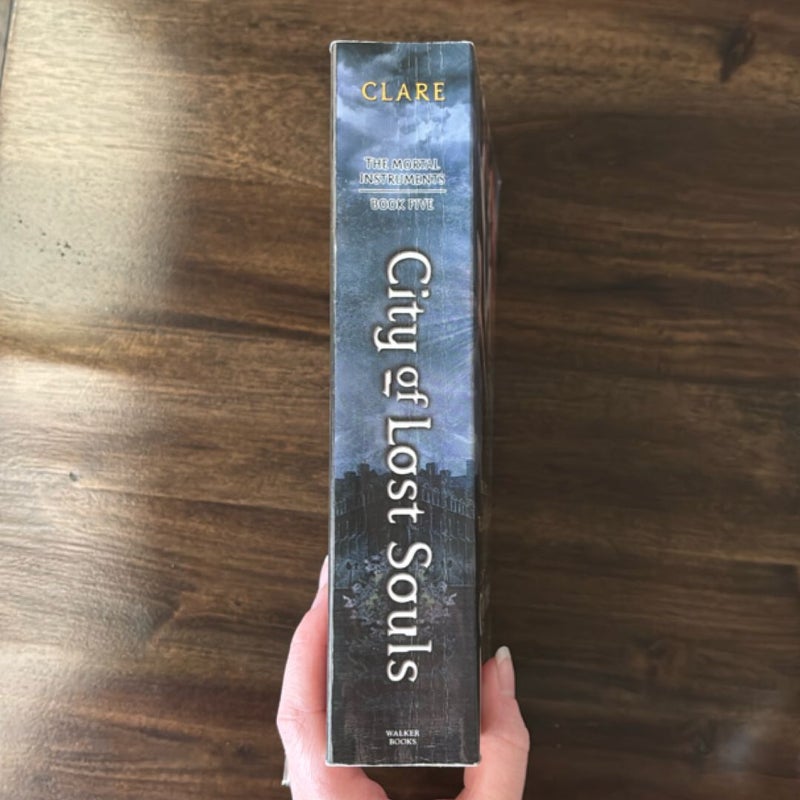 CLARE
THE MORTAL
INSTRUMENTS
BOOK FIVE
City of Lost Souls
WALKER
BOOKS